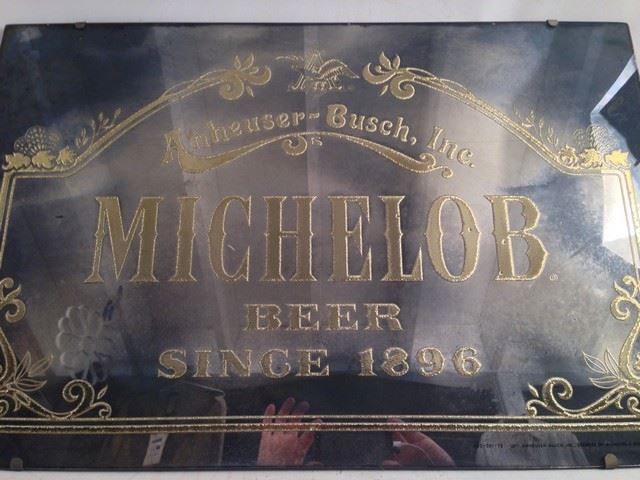 Anheuser-Busch, Inc.
MICHELOB®
BEER
SINCE 1896